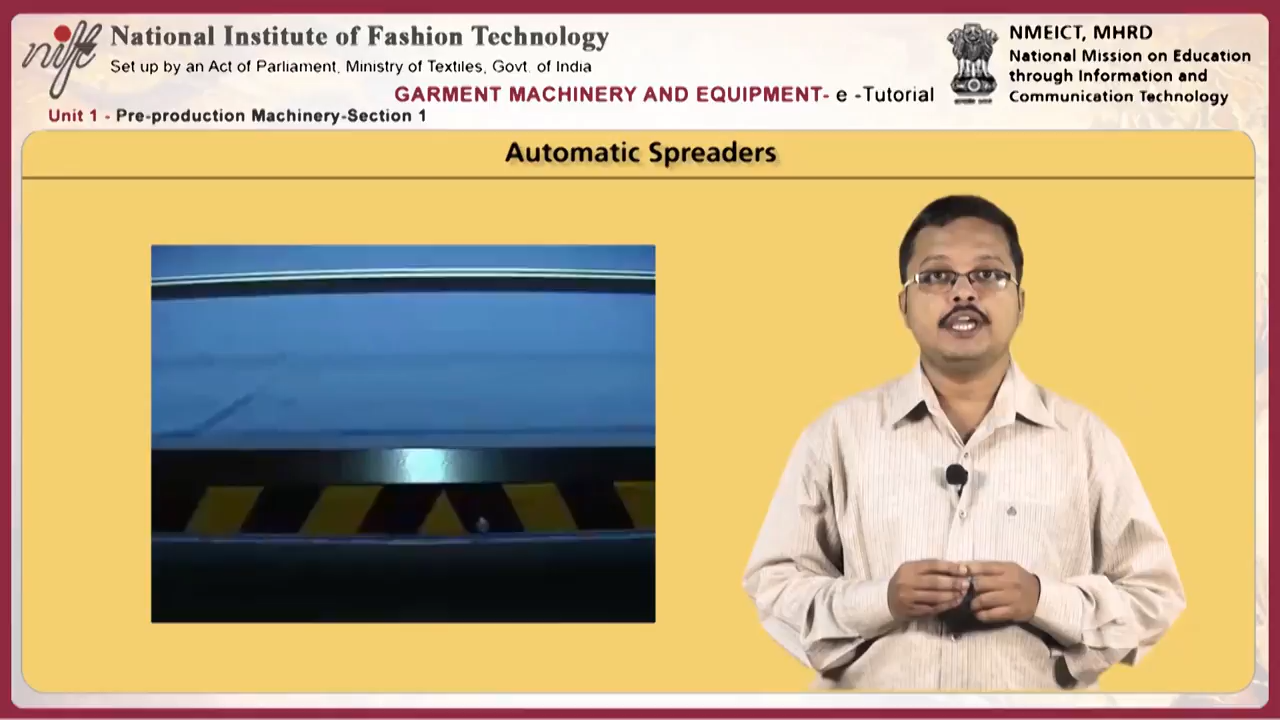 nift National Institute of Fashion Technology
Set up by an Act of Parliament, Ministry of Textiles, Govt. of India
GARMENT MACHINERY AND EQUIPMENT- e -Tutorial
Unit 1 - Pre-production Machinery-Section 1
NMEICT, MHRD
National Mission on Education
through Information and
Communication Technology
Automatic Spreaders